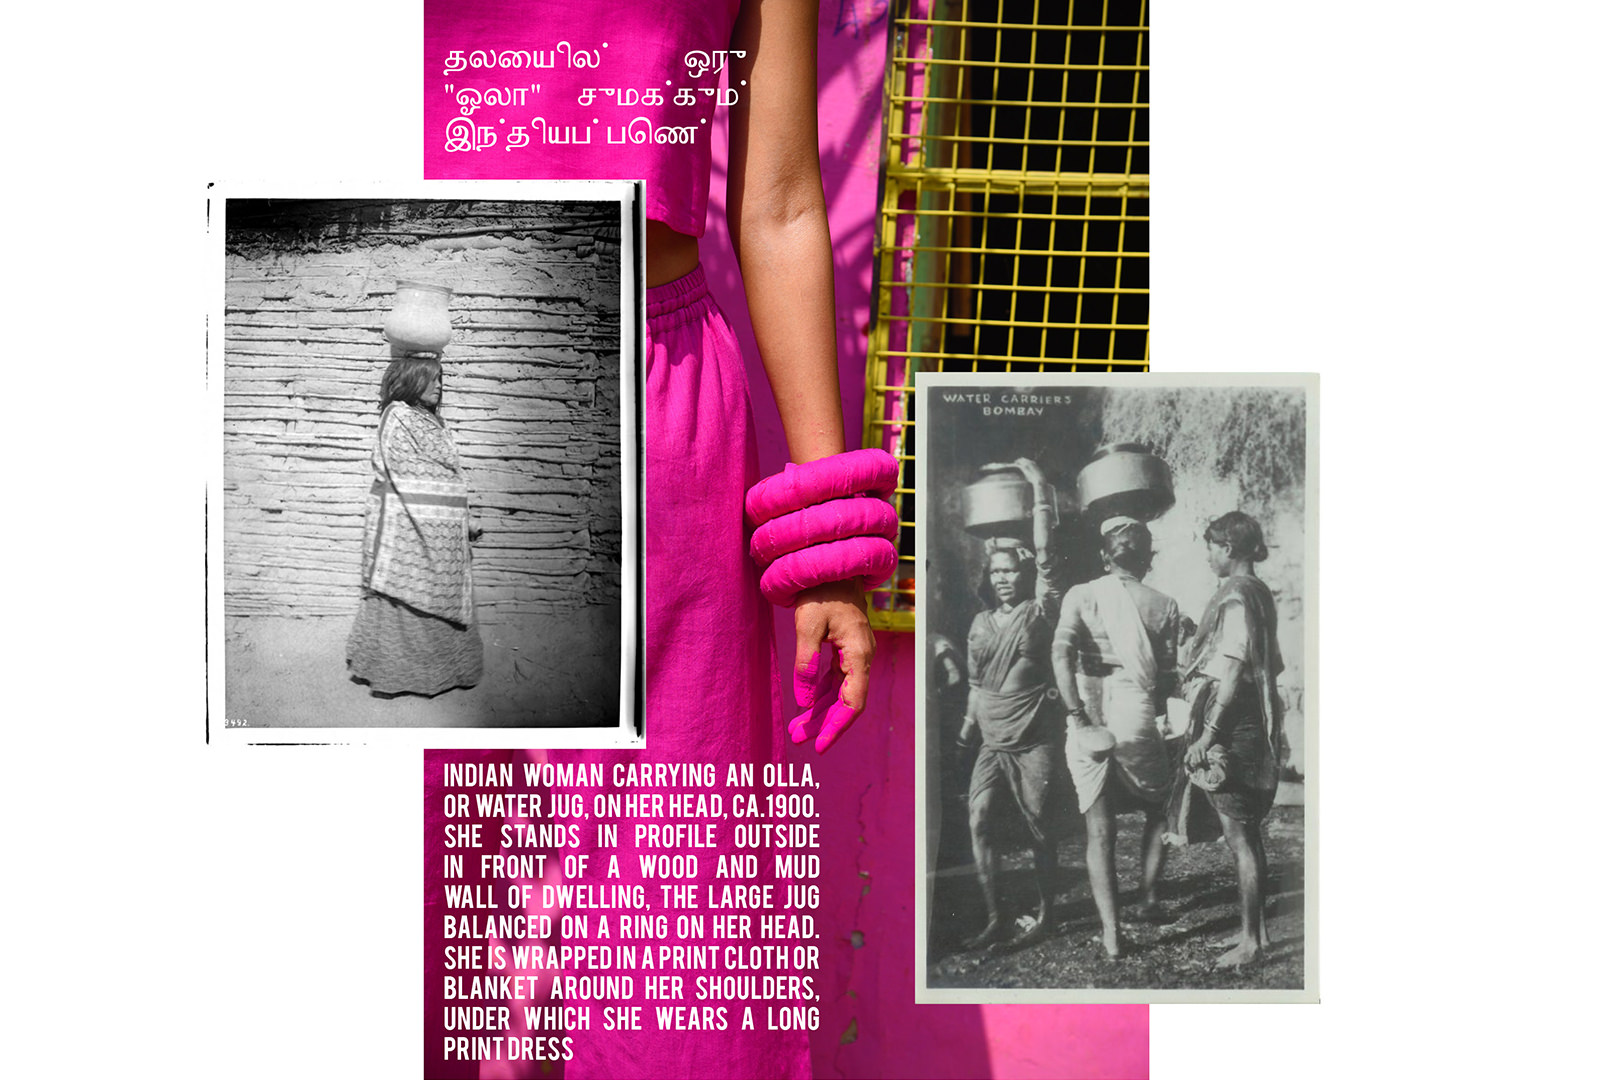 தலையில் ஒரு
"ஓலா" சுமக்கும்
இந்தியப் பெண்
WATER CARRIERS
BOMBAY
3492.
INDIAN WOMAN CARRYING AN OLLA,
OR WATER JUG, ON HER HEAD, CA.1900.
SHE STANDS IN PROFILE OUTSIDE
IN FRONT OF A WOOD AND MUD
WALL OF DWELLING, THE LARGE JUG
BALANCED ON A RING ON HER HEAD.
SHE IS WRAPPED IN A PRINT CLOTH OR
BLANKET AROUND HER SHOULDERS,
UNDER WHICH SHE WEARS A LONG
PRINT DRESS